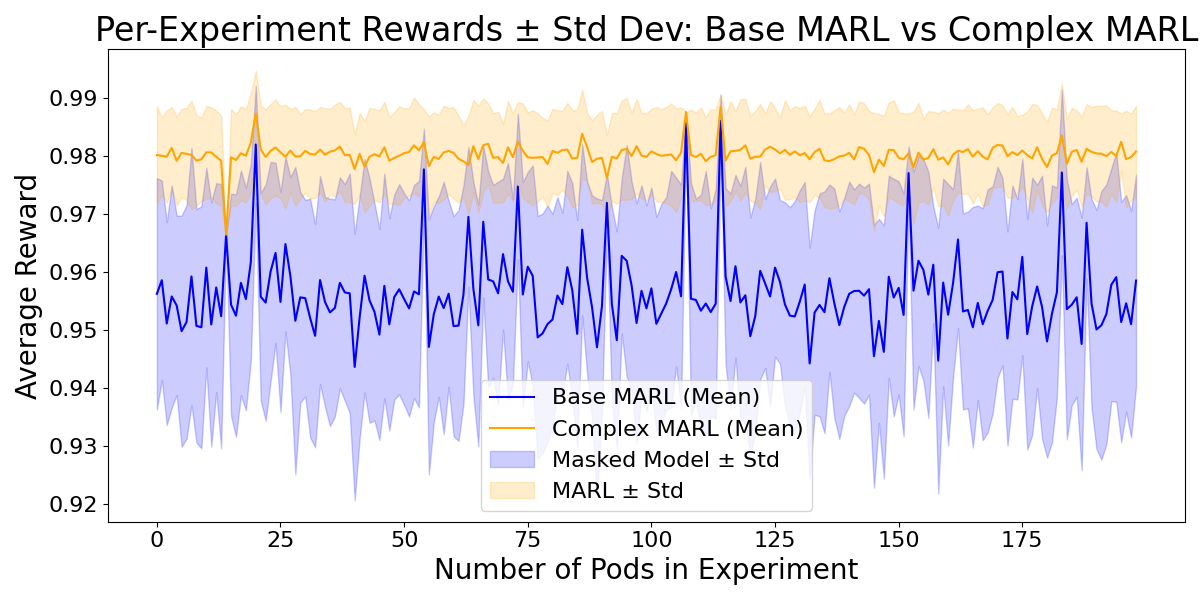 Per-Experiment Rewards ± Std Dev: Base MARL vs Complex MARL
Average Reward
0.99
0.98
0.97
0.96
0.95
0.94
0.93
0.92
Base MARL (Mean)
Complex MARL (Mean)
Masked Model ± Std
MARL ± Std
0 25 50 75 100 125 150 175
Number of Pods in Experiment